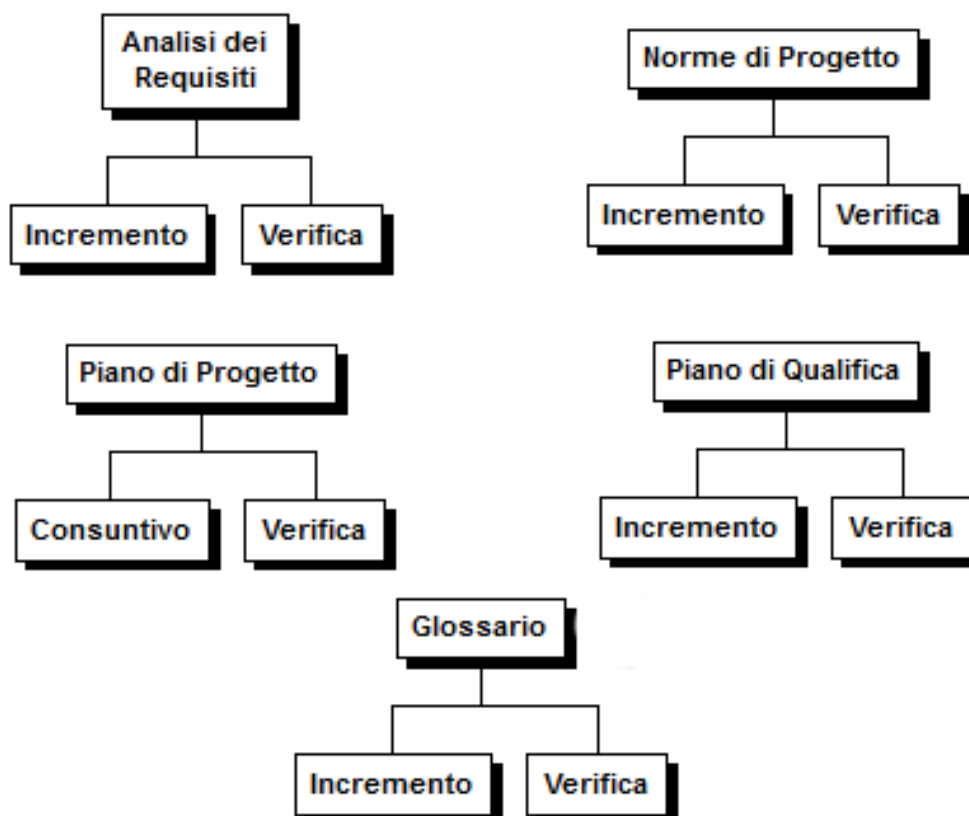 Analisi dei
Requisiti
Incremento
Verifica
Norme di Progetto
Incremento
Verifica
Piano di Progetto
Consuntivo
Verifica
Piano di Qualifica
Incremento
Verifica
Glossario
Incremento
Verifica